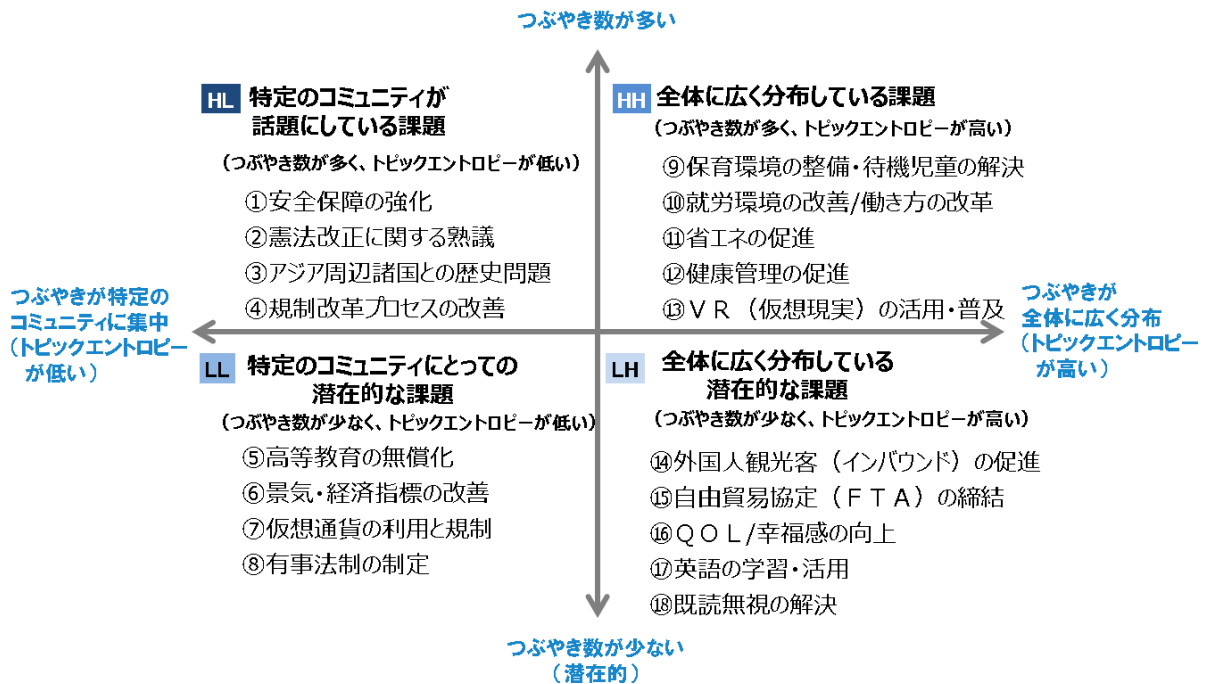 つぶやき数が多い
HL 特定のコミュニティが
話題にしている課題
(つぶやき数が多く、トピックエントロピーが低い)
①安全保障の強化
②憲法改正に関する熟議
③アジア周辺諸国との歴史問題
④規制改革プロセスの改善
HH 全体に広く分布している課題
(つぶやき数が多く、トピックエントロピーが高い)
⑨保育環境の整備・待機児童の解決
⑩就労環境の改善/働き方の改革
⑪省エネの促進
⑫健康管理の促進
⑬VR(仮想現実)の活用・普及
つぶやきが特定の
コミュニティに集中
(トピックエントロピー
が低い)
つぶやきが
全体に広く分布
(トピックエントロピー
が高い)
LL 特定のコミュニティにとっての
潜在的な課題
(つぶやき数が少なく、トピックエントロピーが低い)
⑤高等教育の無償化
⑥景気・経済指標の改善
⑦仮想通貨の利用と規制
⑧有事法制の制定
LH 全体に広く分布している
潜在的な課題
(つぶやき数が少なく、トピックエントロピーが高い)
⑭外国人観光客(インバウンド)の促進
⑮自由貿易協定(FTA)の締結
⑯QOL/幸福感の向上
⑰英語の学習・活用
⑱既読無視の解決
つぶやき数が少ない
(潜在的)